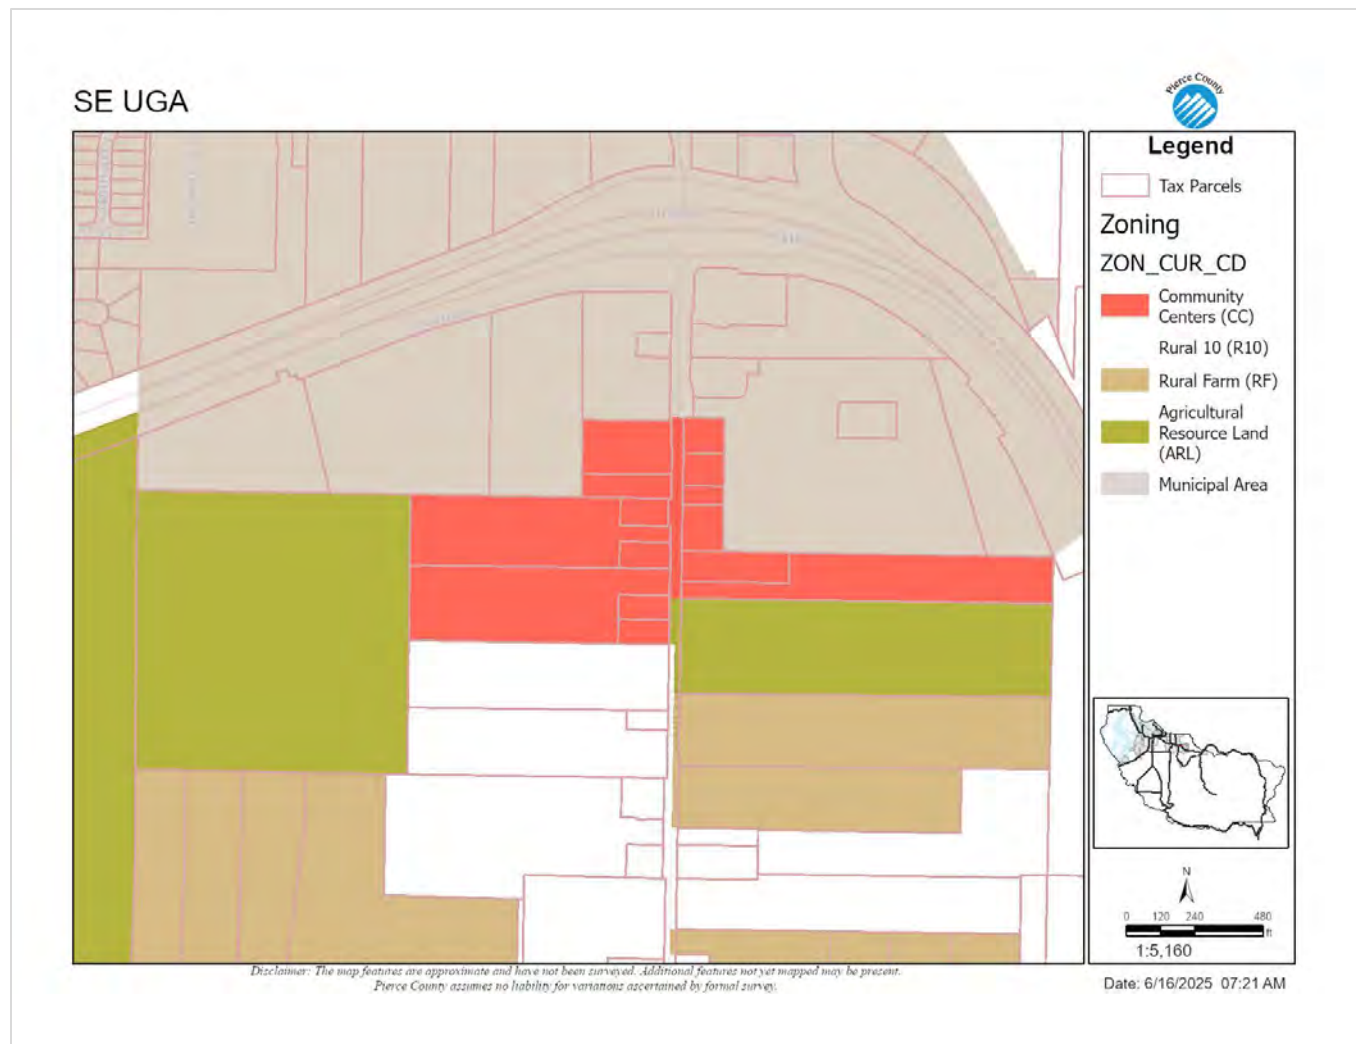 SE UGA
Pierce County
Legend
Tax Parcels
Zoning
ZON_CUR_CD
Community
Centers (CC)
Rural 10 (R10)
Rural Farm (RF)
Agricultural
Resource Land
(ARL)
Municipal Area
N
0 120 240 480
ft
1:5,160
Disclaimer: The map features are approximate and have not been surveyed. Additional features not yet mapped may be present.
Pierce County assumes no liability for variations ascertained by formal survey.
Date: 6/16/2025 07:21 AM